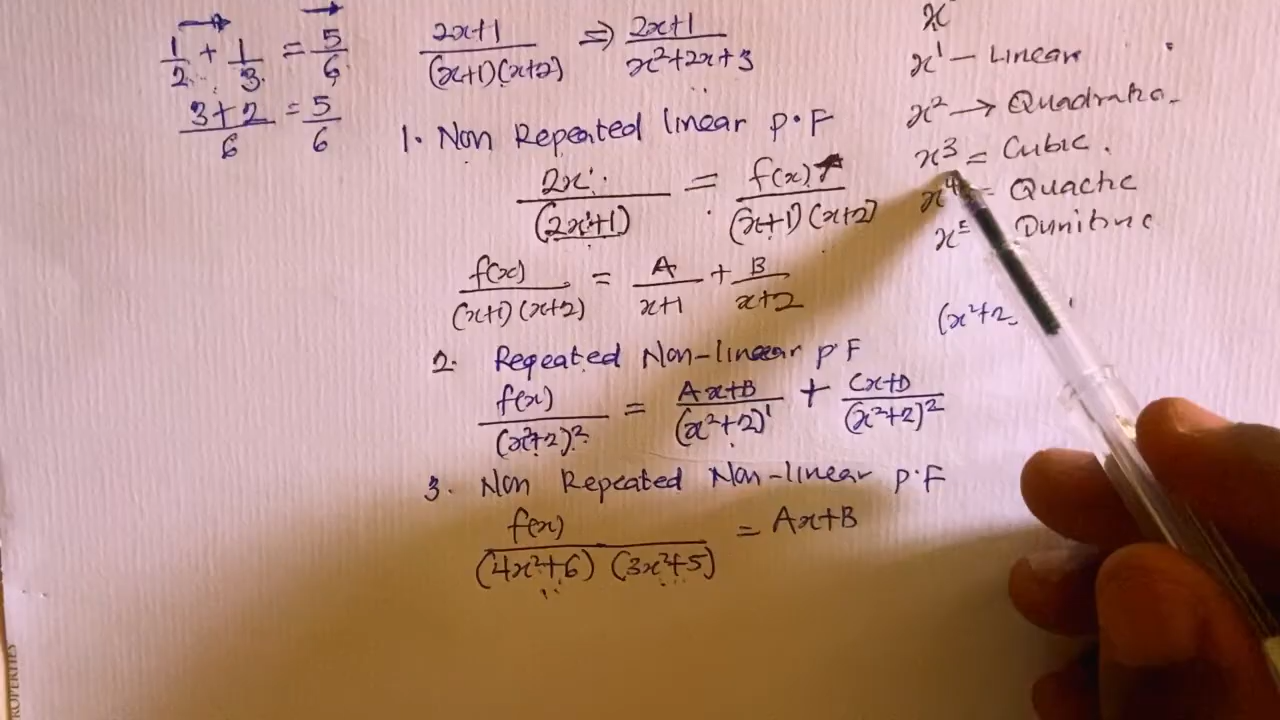 1/2 + 1/3 = 5/6
(3+2)/6 = 5/6
(2x+1)/((x+1)(x+2)) ⇒ (2x+1)/(x²+2x+3)
1. Non Repeated linear P.F
2x/(2x+1) = f(x)/((x+1)(x+2))
f(x)/((x+1)(x+2)) = A/(x+1) + B/(x+2)
2. Repeated Non-linear P.F
f(x)/(x²+2)² = (Ax+B)/(x²+2)¹ + (Cx+D)/(x²+2)²
3. Non Repeated Non-linear P.F
f(x)/((4x²+6)(3x²+5)) = Ax+B
x
x¹ – Linear
x² →
x³ = Cubic.
x⁴ =
x⁵
(x²+2
PROPERTIES